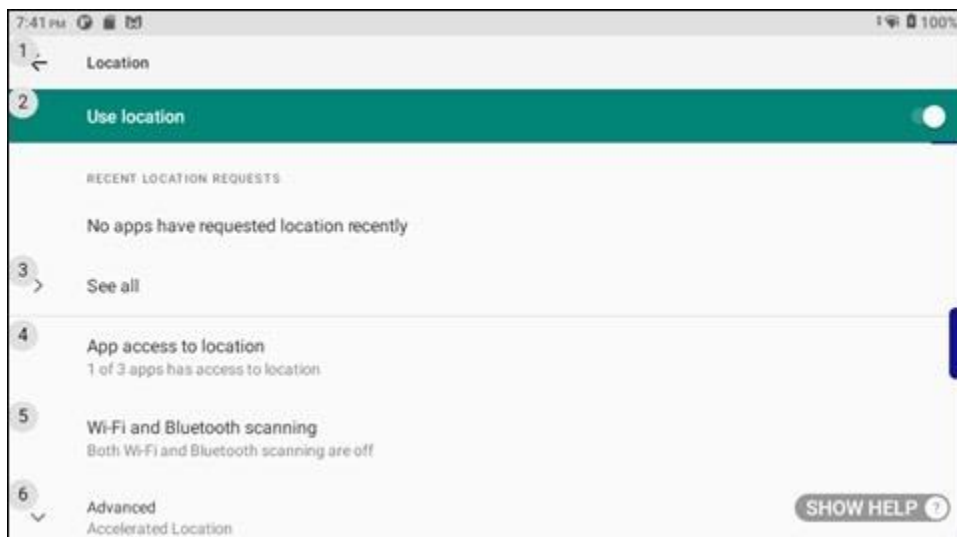 7:41 PM 100%
1 Location
2 Use location
RECENT LOCATION REQUESTS
No apps have requested location recently
3 See all
4 App access to location
1 of 3 apps has access to location
5 Wi-Fi and Bluetooth scanning
Both Wi-Fi and Bluetooth scanning are off
6 Advanced
Accelerated Location
SHOW HELP ?